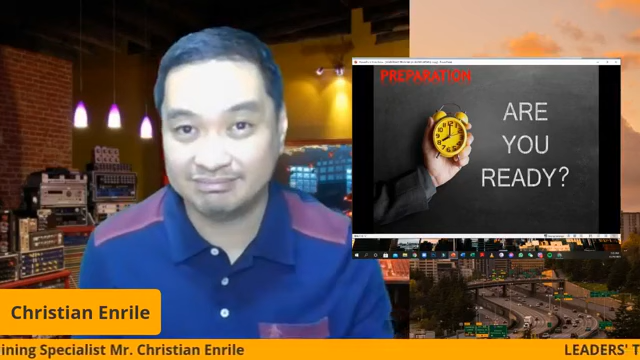 PREPARATION
ARE
YOU
READY?
Christian Enrile
ining Specialist Mr. Christian Enrile
LEADERS' T